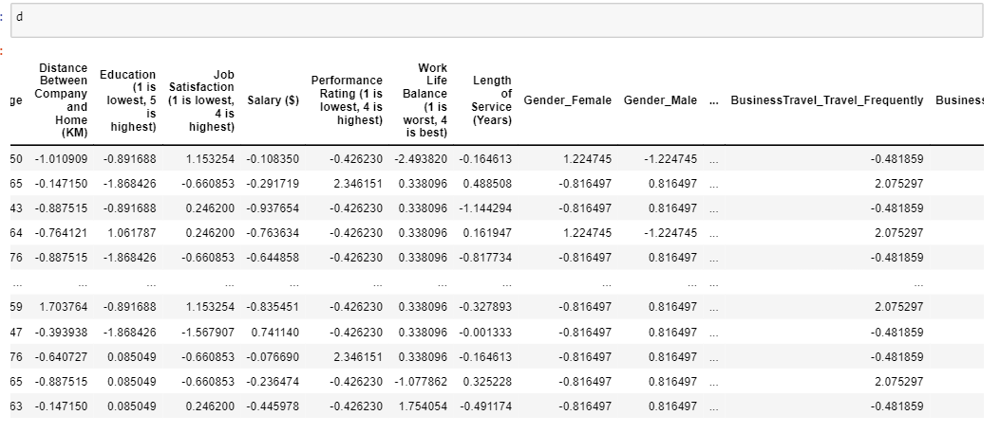 d
Distance Between Company and Home (KM) Education (1 is lowest, 5 is highest) Job Satisfaction (1 is lowest, 4 is highest) Salary ($) Performance Rating (1 is lowest, 4 is highest) Work Life Balance (1 is worst, 4 is best) Length of Service (Years) Gender_Female Gender_Male ... BusinessTravel_Travel_Frequently Business
50 -1.010909 -0.891688 1.153254 -0.108350 -0.426230 -2.493820 -0.164613 1.224745 -1.224745 ... -0.481859
65 -0.147150 -1.868426 -0.660853 -0.291719 2.346151 0.338096 0.488508 -0.816497 0.816497 ... 2.075297
43 -0.887515 -0.891688 0.246200 -0.937654 -0.426230 0.338096 -1.144294 -0.816497 0.816497 ... -0.481859
64 -0.764121 1.061787 0.246200 -0.763634 -0.426230 0.338096 0.161947 1.224745 -1.224745 ... 2.075297
76 -0.887515 -1.868426 -0.660853 -0.644858 -0.426230 0.338096 -0.817734 -0.816497 0.816497 ... -0.481859
... ... ... ... ... ... ... ... ... ... ... ...
59 1.703764 -0.891688 1.153254 -0.835451 -0.426230 0.338096 -0.327893 -0.816497 0.816497 ... 2.075297
47 -0.393938 -1.868426 -1.567907 0.741140 -0.426230 0.338096 -0.001333 -0.816497 0.816497 ... -0.481859
76 -0.640727 0.085049 -0.660853 -0.076690 2.346151 0.338096 -0.164613 -0.816497 0.816497 ... -0.481859
65 -0.887515 0.085049 -0.660853 -0.236474 -0.426230 -1.077862 0.325228 -0.816497 0.816497 ... 2.075297
63 -0.147150 0.085049 0.246200 -0.445978 -0.426230 1.754054 -0.491174 -0.816497 0.816497 ... -0.481859